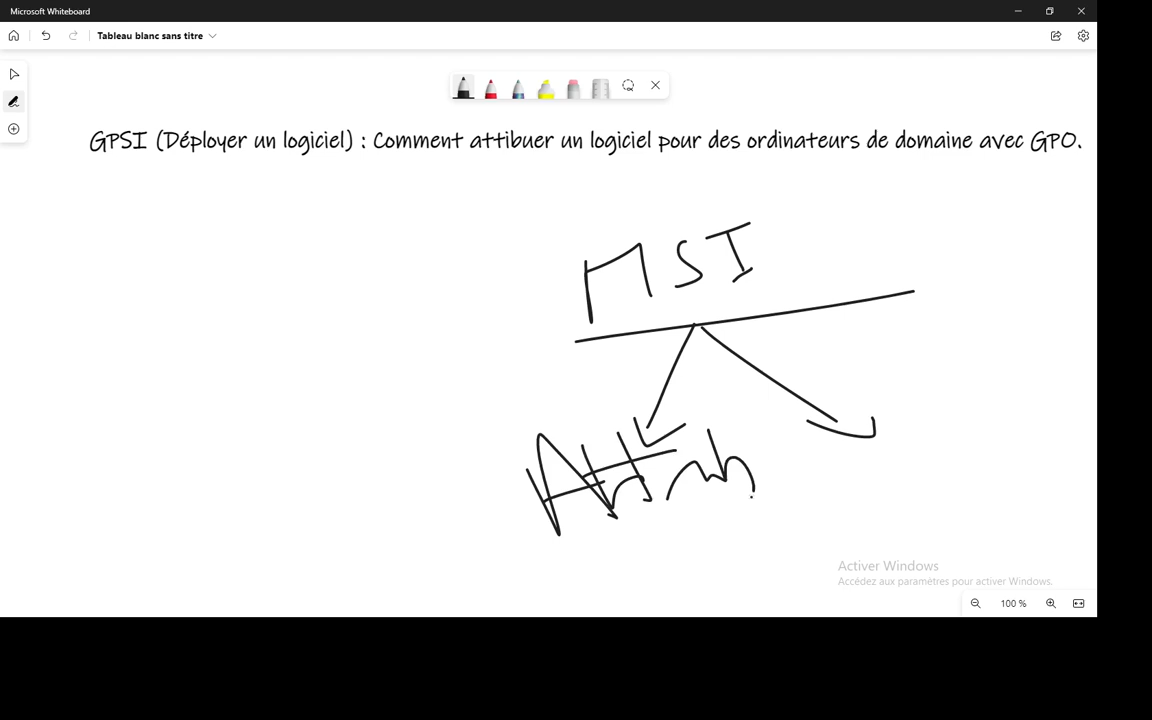 Microsoft Whiteboard
Tableau blanc sans titre
GPSI (Déployer un logiciel) : Comment attibuer un logiciel pour des ordinateurs de domaine avec GPO.
MSI
Activer Windows
Accédez aux paramètres pour activer Windows.
100 %